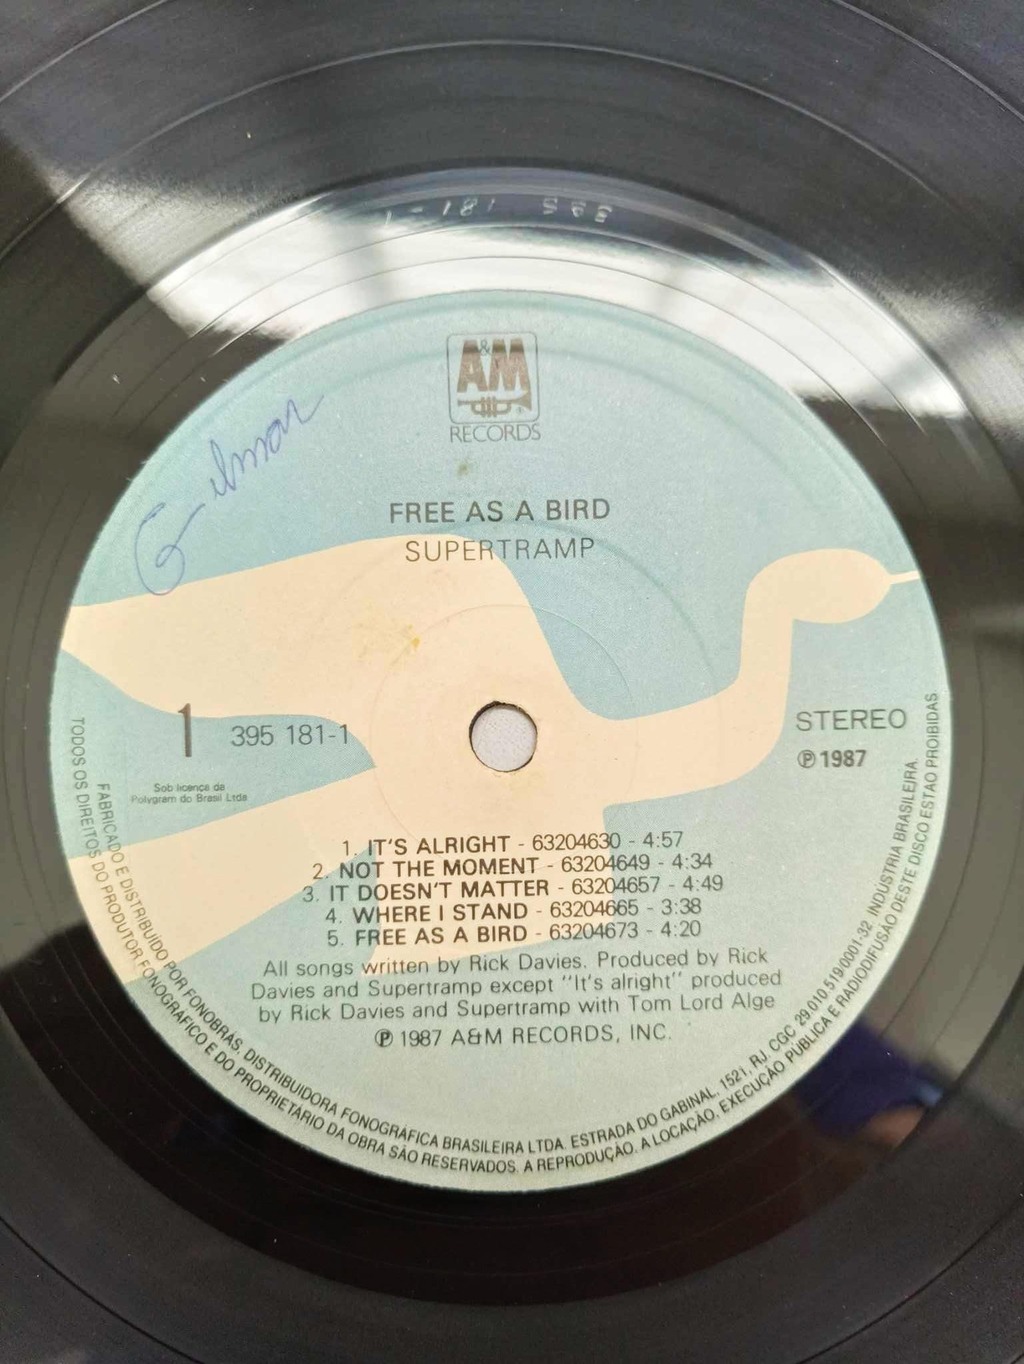 A&M
RECORDS
Gilmar
FREE AS A BIRD
SUPERTRAMP
1 395 181-1
STEREO
℗ 1987
Sob licença da
Polygram do Brasil Ltda
1. IT'S ALRIGHT - 63204630 - 4:57
2. NOT THE MOMENT - 63204649 - 4:34
3. IT DOESN'T MATTER - 63204657 - 4:49
4. WHERE I STAND - 63204665 - 3:38
5. FREE AS A BIRD - 63204673 - 4:20
All songs written by Rick Davies. Produced by Rick
Davies and Supertramp except "It's alright" produced
by Rick Davies and Supertramp with Tom Lord Alge
℗ 1987 A&M RECORDS, INC.
FABRICADO E DISTRIBUÍDO POR FONOBRAS, DISTRIBUIDORA FONOGRÁFICA BRASILEIRA LTDA. ESTRADA DO GABINAL, 1521, RJ. CGC 29.010.519/0001-32. INDÚSTRIA BRASILEIRA.
TODOS OS DIREITOS DO PRODUTOR FONOGRÁFICO E DO PROPRIETÁRIO DA OBRA SÃO RESERVADOS. A REPRODUÇÃO, A LOCAÇÃO, EXECUÇÃO PÚBLICA E RADIODIFUSÃO DESTE DISCO ESTÃO PROIBIDAS